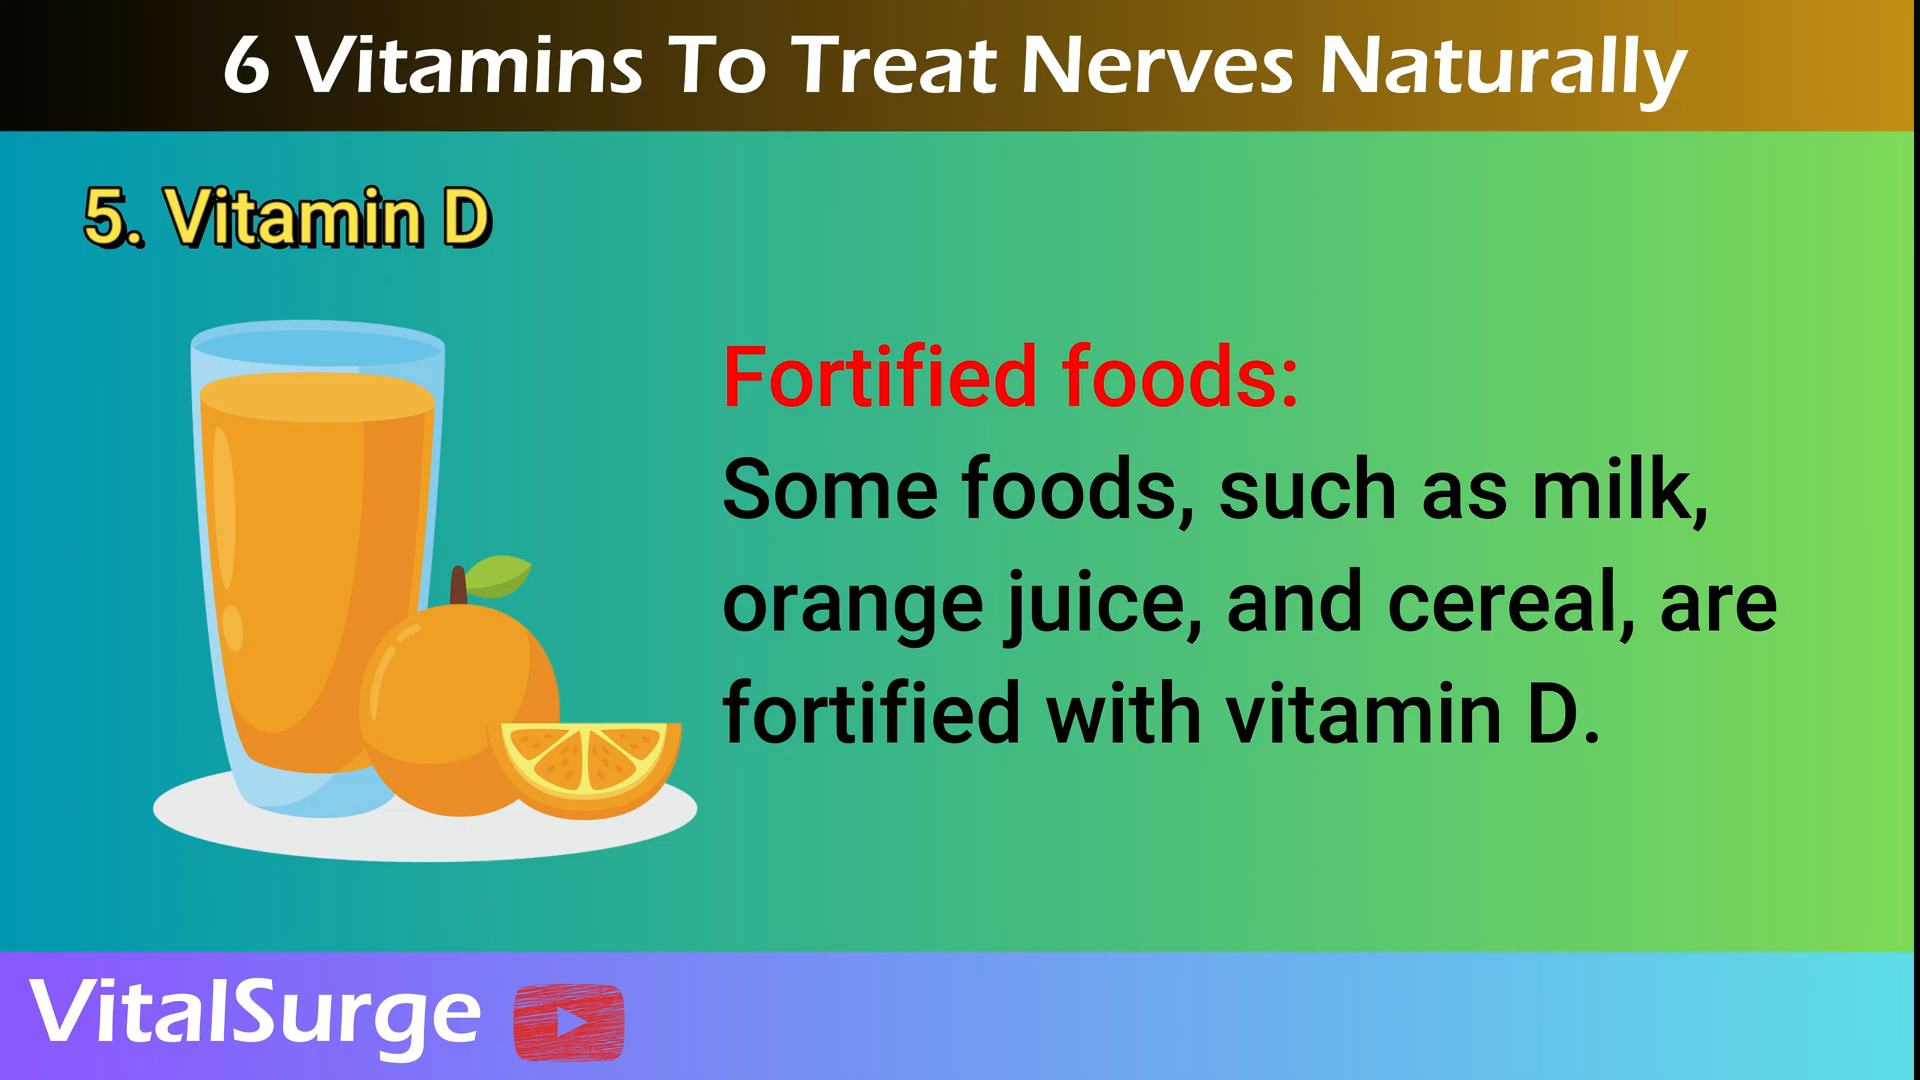 6 Vitamins To Treat Nerves Naturally
5. Vitamin D
Fortified foods:
Some foods, such as milk,
orange juice, and cereal, are
fortified with vitamin D.
VitalSurge